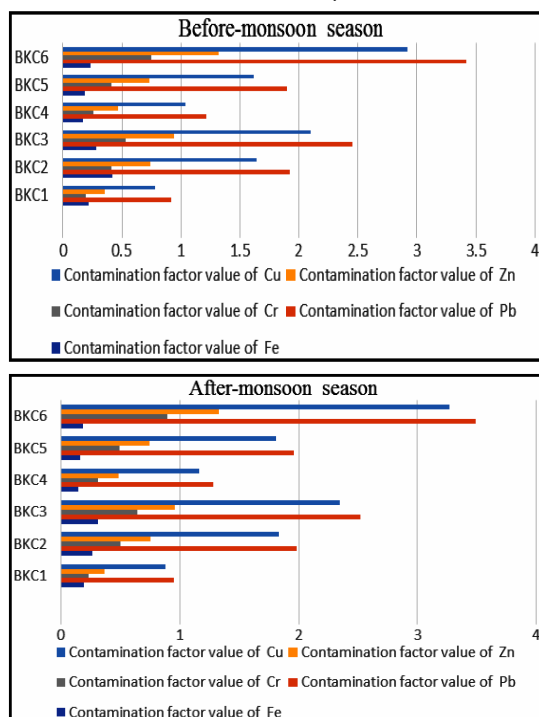 Before-monsoon season
BKC6
BKC5
BKC4
BKC3
BKC2
BKC1
0 0.5 1 1.5 2 2.5 3 3.5 4
Contamination factor value of Cu Contamination factor value of Zn
Contamination factor value of Cr Contamination factor value of Pb
Contamination factor value of Fe
After-monsoon season
BKC6
BKC5
BKC4
BKC3
BKC2
BKC1
0 1 2 3 4
Contamination factor value of Cu Contamination factor value of Zn
Contamination factor value of Cr Contamination factor value of Pb
Contamination factor value of Fe